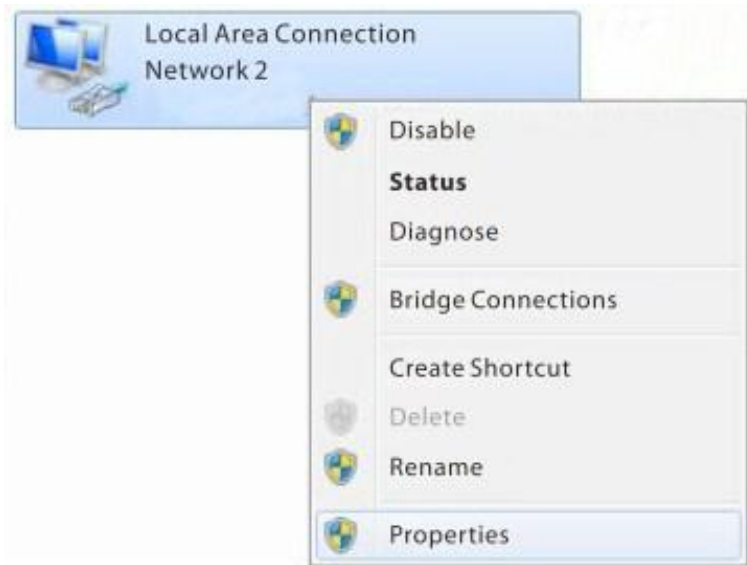 Local Area Connection
Network 2
Disable
Status
Diagnose
Bridge Connections
Create Shortcut
Delete
Rename
Properties